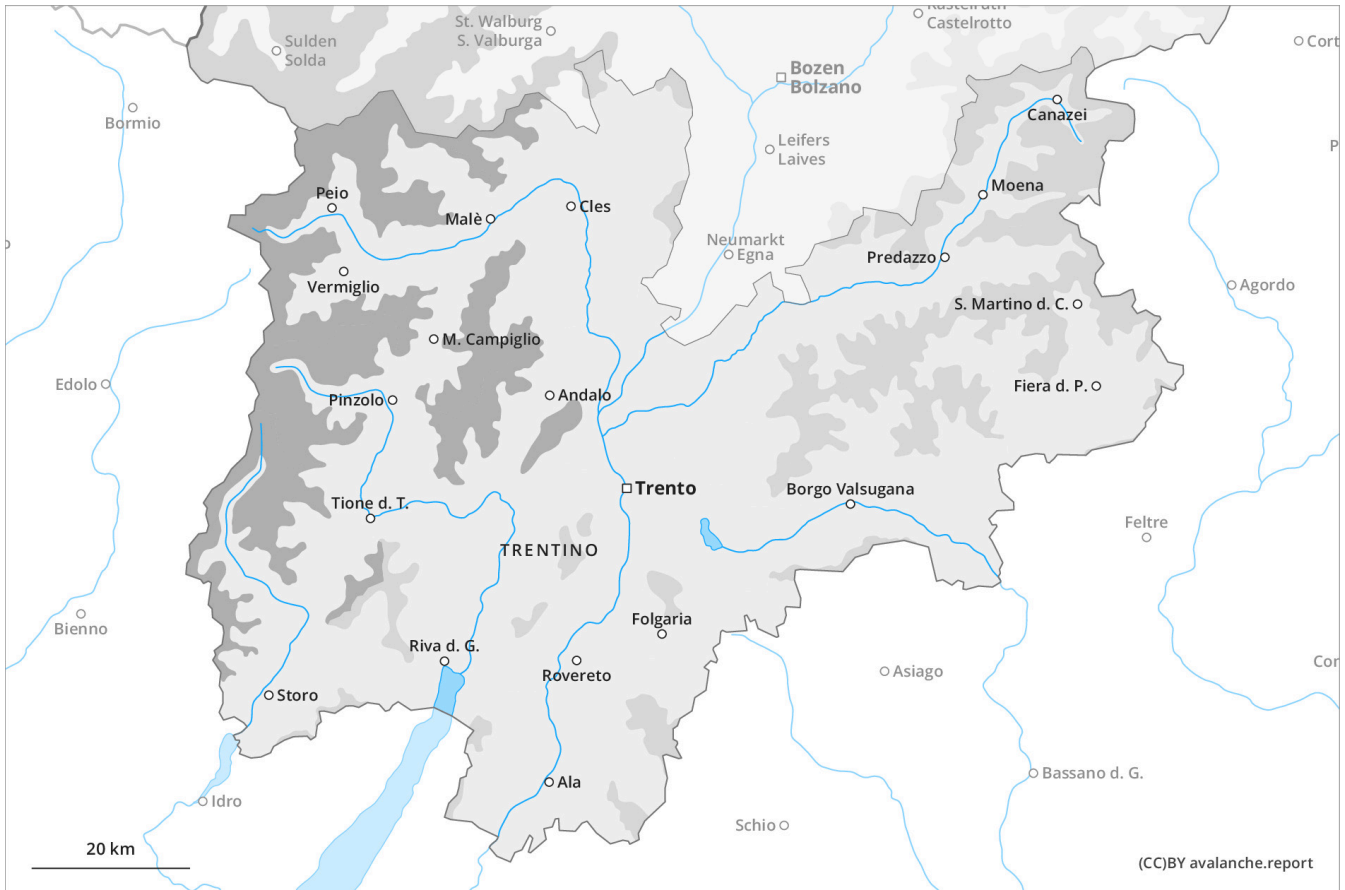 Kastelruth
Castelrotto
St. Walburg
S. Valburga
Sulden
Solda
Cort
Bozen
Bolzano
Bormio
Canazei
Leifers
Laives
P
Moena
Peio
Malè
Cles
Neumarkt
Egna
Predazzo
Vermiglio
Agordo
S. Martino d. C.
M. Campiglio
Edolo
Fiera d. P.
Andalo
Pinzolo
Trento
Borgo Valsugana
Tione d. T.
Feltre
TRENTINO
Bienno
Folgaria
Riva d. G.
Cor
Asiago
Rovereto
Storo
Bassano d. G.
Ala
Idro
Schio
20 km
(CC)BY avalanche.report